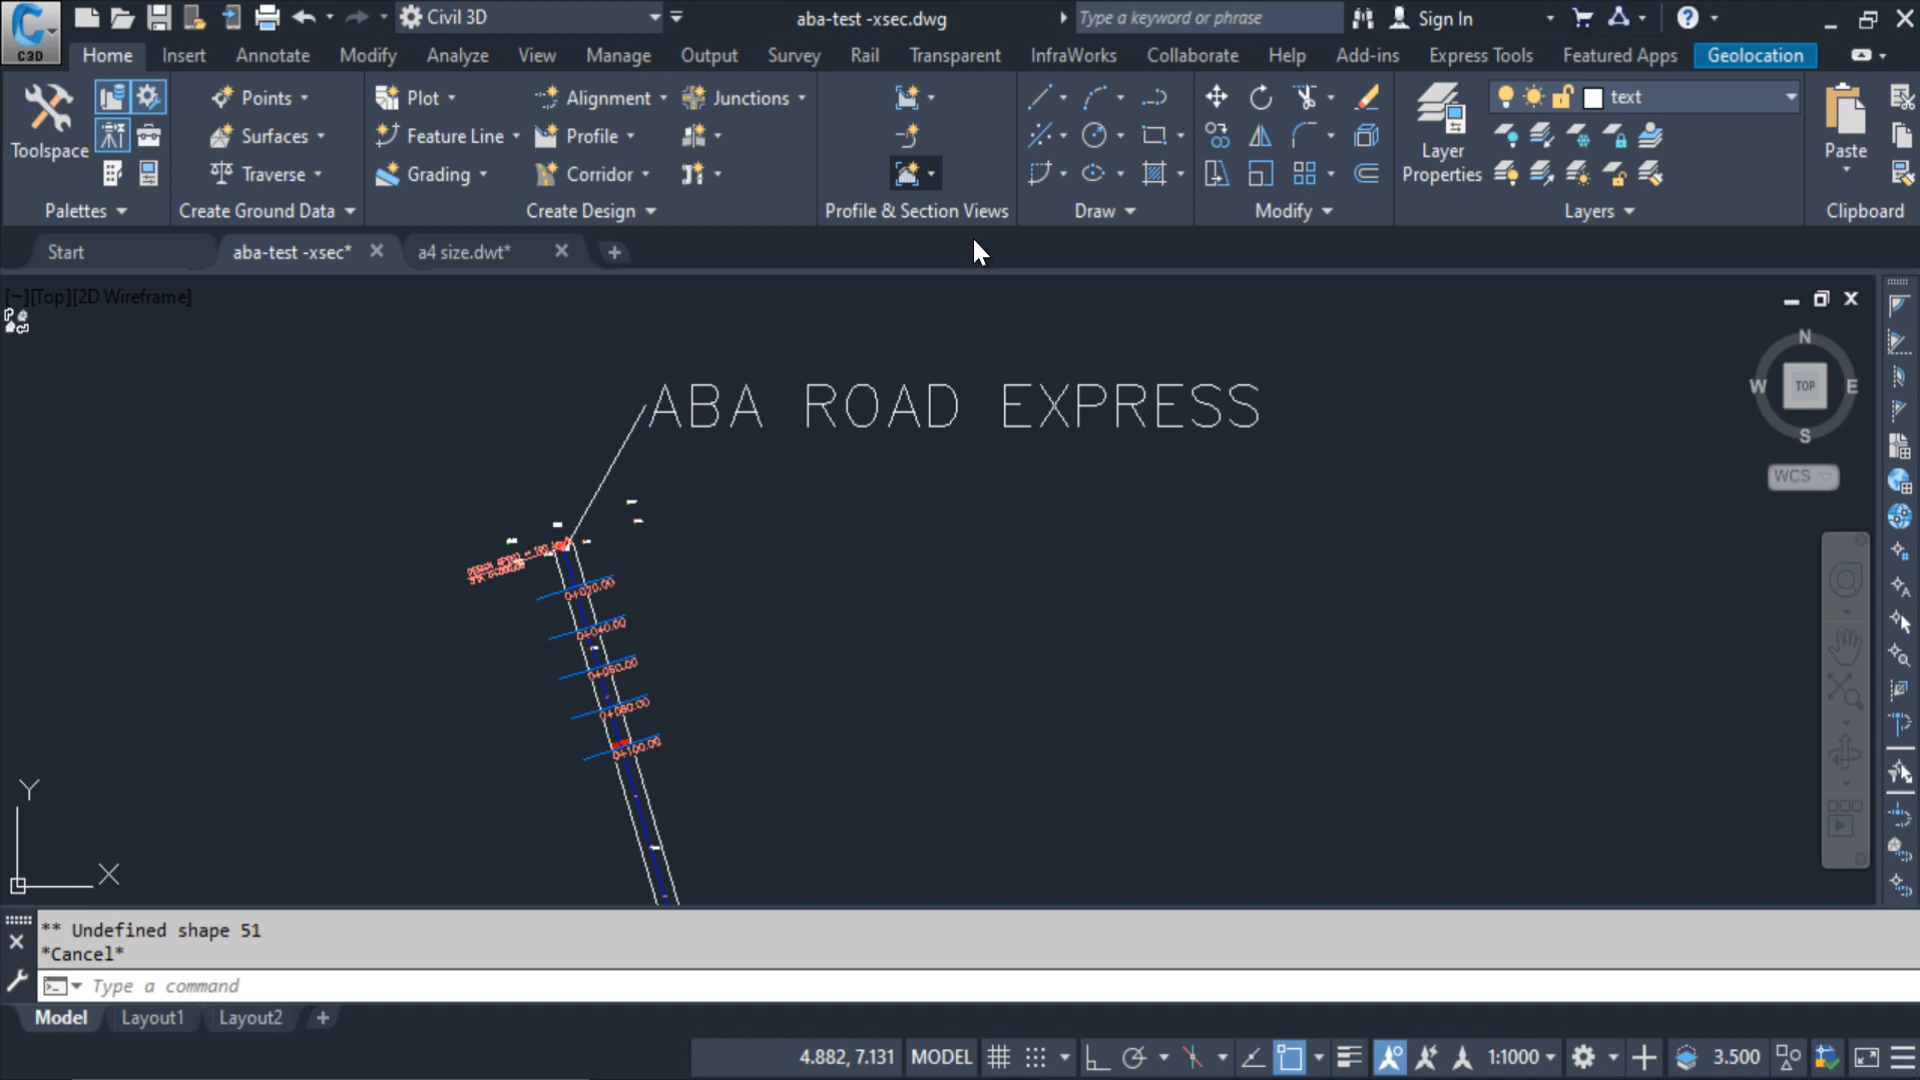 Civil 3D
aba-test -xsec.dwg
Type a keyword or phrase
Sign In
C3D
Home
Insert
Annotate
Modify
Analyze
View
Manage
Output
Survey
Rail
Transparent
InfraWorks
Collaborate
Help
Add-ins
Express Tools
Featured Apps
Geolocation
Toolspace
Points
Surfaces
Traverse
Plot
Feature Line
Grading
Alignment
Profile
Corridor
Junctions
Layer
Properties
text
Paste
Palettes
Create Ground Data
Create Design
Profile & Section Views
Draw
Modify
Layers
Clipboard
Start
aba-test -xsec*
a4 size.dwt*
[−][Top][2D Wireframe]
N
W
TOP
E
S
WCS
ABA ROAD EXPRESS
0+020.00
0+040.00
0+060.00
0+080.00
0+100.00
Y
X
** Undefined shape 51
*Cancel*
Type a command
Model
Layout1
Layout2
4.882, 7.131
MODEL
1:1000
3.500